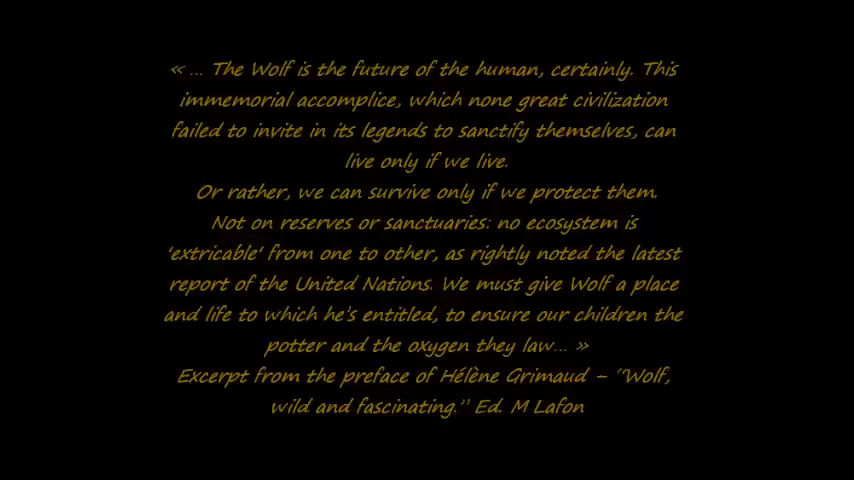 « ... The Wolf is the future of the human, certainly. This
immemorial accomplice, which none great civilization
failed to invite in its legends to sanctify themselves, can
live only if we live.
Or rather, we can survive only if we protect them.
Not on reserves or sanctuaries: no ecosystem is
'extricable' from one to other, as rightly noted the latest
report of the United Nations. We must give Wolf a place
and life to which he's entitled, to ensure our children the
potter and the oxygen they law... »
Excerpt from the preface of Hélène Grimaud – "Wolf,
wild and fascinating." Ed. M Lafon